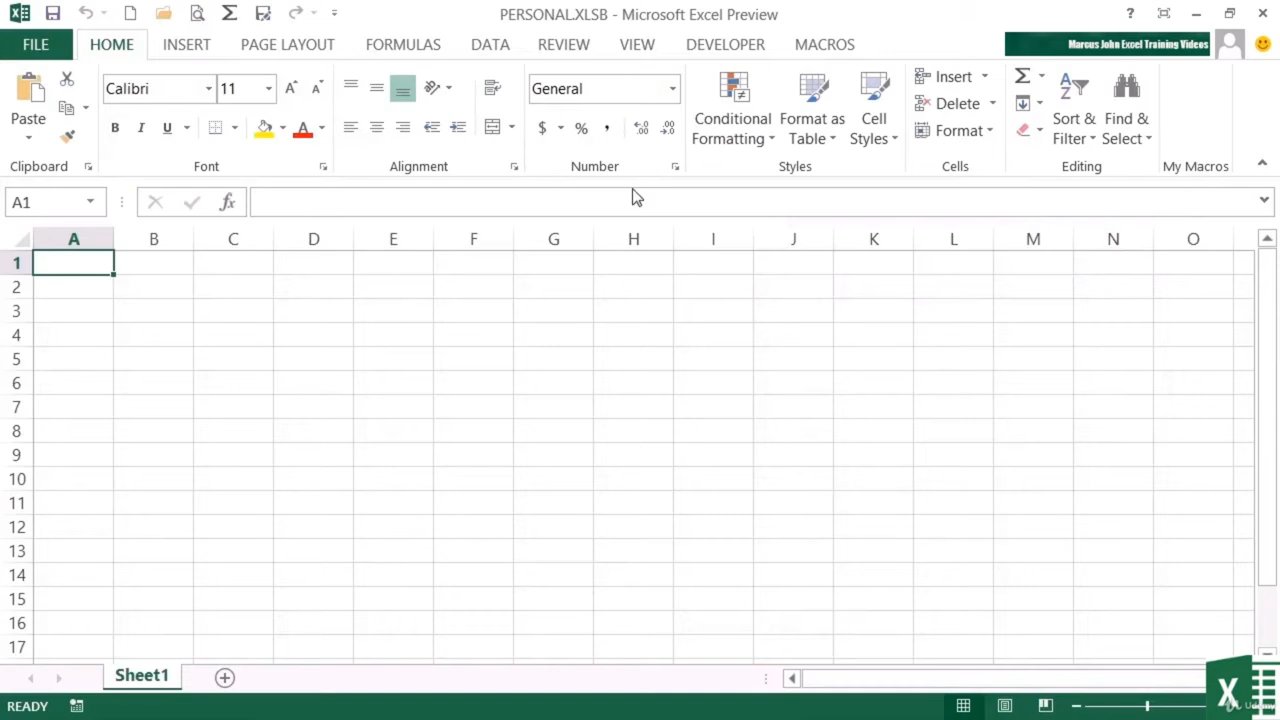 PERSONAL.XLSB - Microsoft Excel Preview
FILE HOME INSERT PAGE LAYOUT FORMULAS DATA REVIEW VIEW DEVELOPER MACROS Marcus John Excel Training Videos
Calibri 11 General Insert
Paste Conditional Formatting Format as Table Cell Styles Delete Sort & Filter Find & Select
Format
Clipboard Font Alignment Number Styles Cells Editing My Macros
A1 fx
A B C D E F G H I J K L M N O
1
2
3
4
5
6
7
8
9
10
11
12
13
14
15
16
17
Sheet1
READY
Udemy